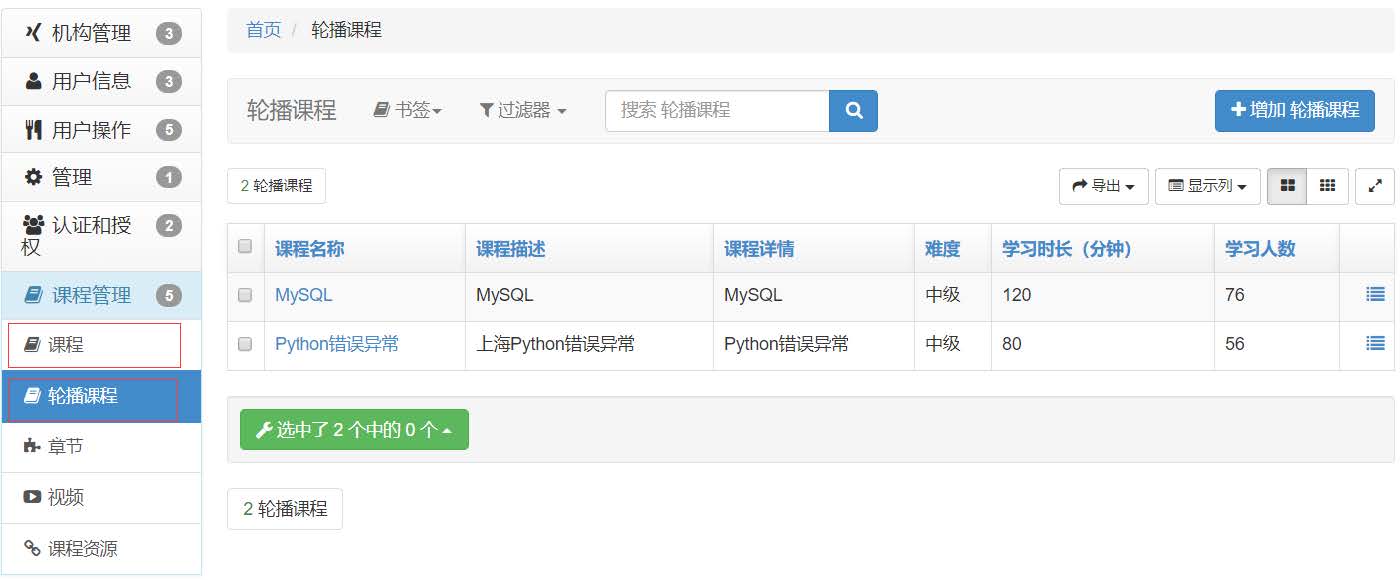 机构管理 3
用户信息 3
用户操作 5
管理 1
认证和授权 2
课程管理 5
课程
轮播课程
章节
视频
课程资源
首页 / 轮播课程
轮播课程 书签 过滤器 搜索 轮播课程 增加 轮播课程
2 轮播课程 导出 显示列
课程名称 课程描述 课程详情 难度 学习时长（分钟） 学习人数
MySQL MySQL MySQL 中级 120 76
Python错误异常 上海Python错误异常 Python错误异常 中级 80 56
选中了 2 个中的 0 个
2 轮播课程